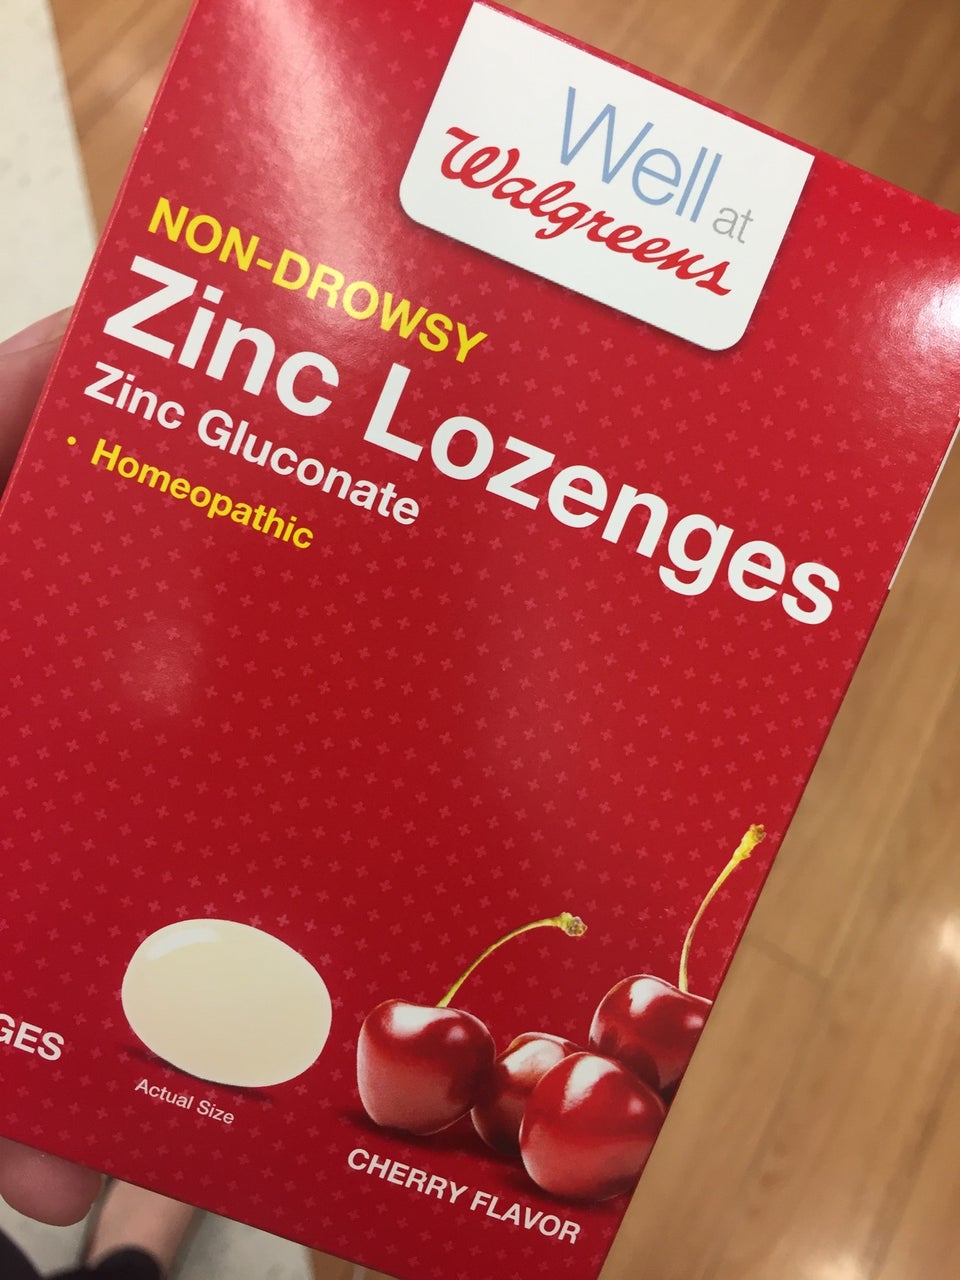 Well at
Walgreens
NON-DROWSY
Zinc Lozenges
Zinc Gluconate
• Homeopathic
GES
Actual Size
CHERRY FLAVOR